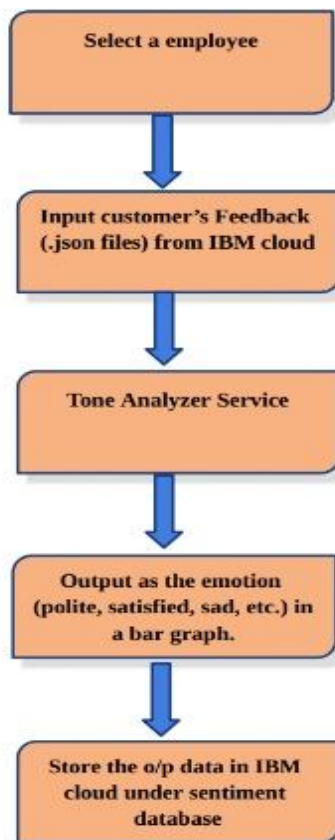 Select a employee
Input customer’s Feedback
(.json files) from IBM cloud
Tone Analyzer Service
Output as the emotion
(polite, satisfied, sad, etc.) in
a bar graph.
Store the o/p data in IBM
cloud under sentiment
database